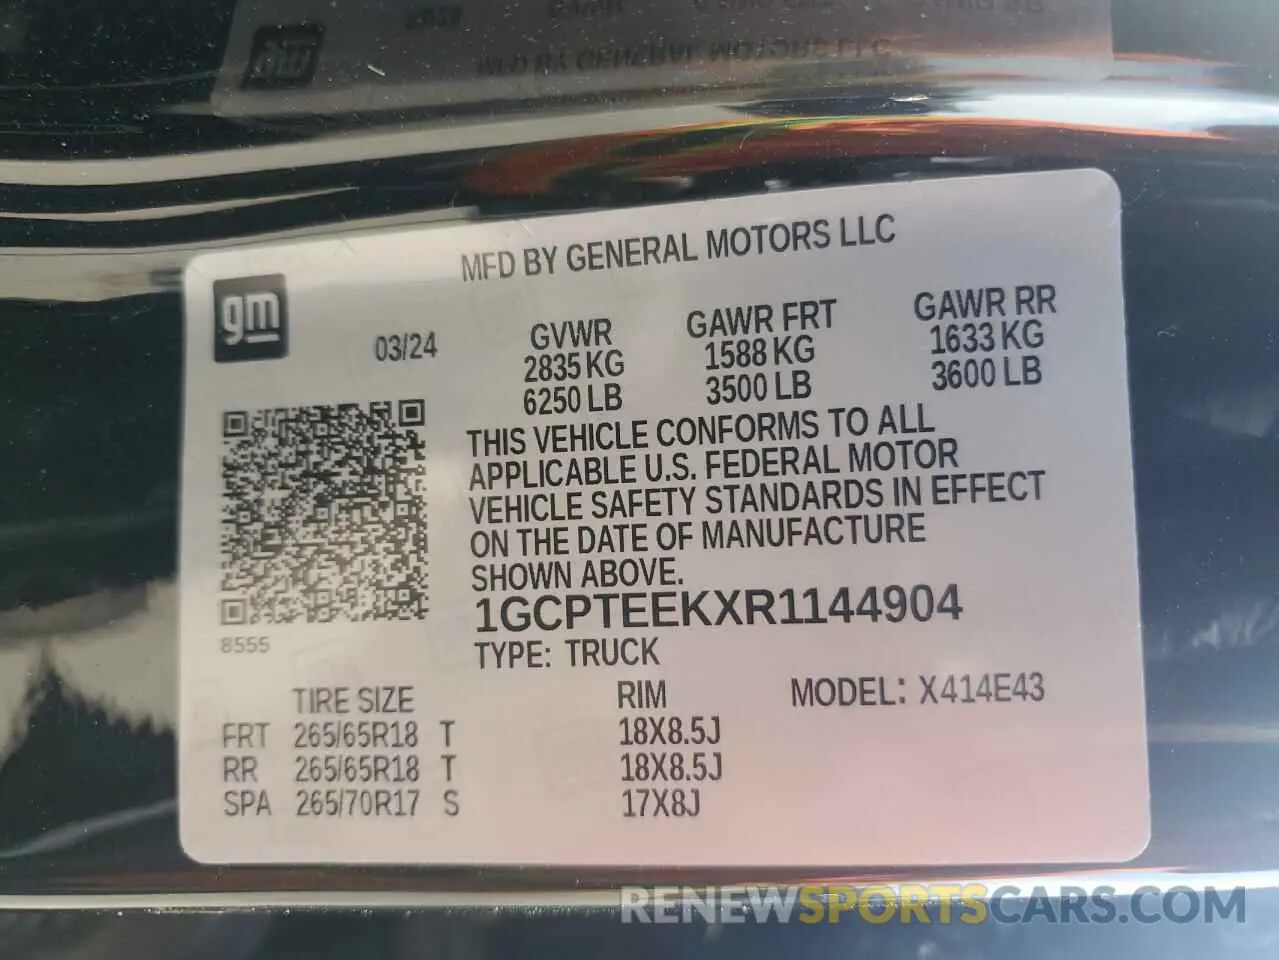 MFD BY GENERAL MOTORS LLC
gm
03/24
GVWR GAWR FRT GAWR RR
2835 KG 1588 KG 1633 KG
6250 LB 3500 LB 3600 LB
THIS VEHICLE CONFORMS TO ALL
APPLICABLE U.S. FEDERAL MOTOR
VEHICLE SAFETY STANDARDS IN EFFECT
ON THE DATE OF MANUFACTURE
SHOWN ABOVE.
1GCPTEEKXR1144904
8555
TYPE: TRUCK
TIRE SIZE RIM MODEL: X414E43
FRT 265/65R18 T 18X8.5J
RR 265/65R18 T 18X8.5J
SPA 265/70R17 S 17X8J
RENEWSPORTSCARS.COM